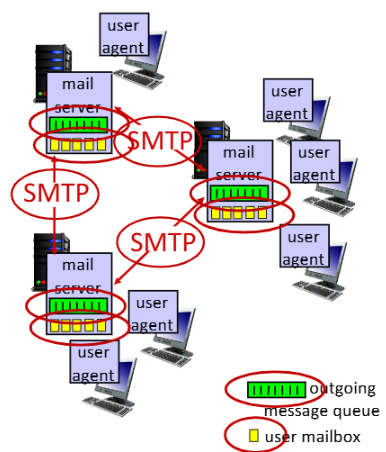 user
agent
mail
server
user
agent
SMTP
mail
server
user
agent
SMTP
SMTP
user
agent
mail
server
user
agent
user
agent
outgoing
message queue
user mailbox